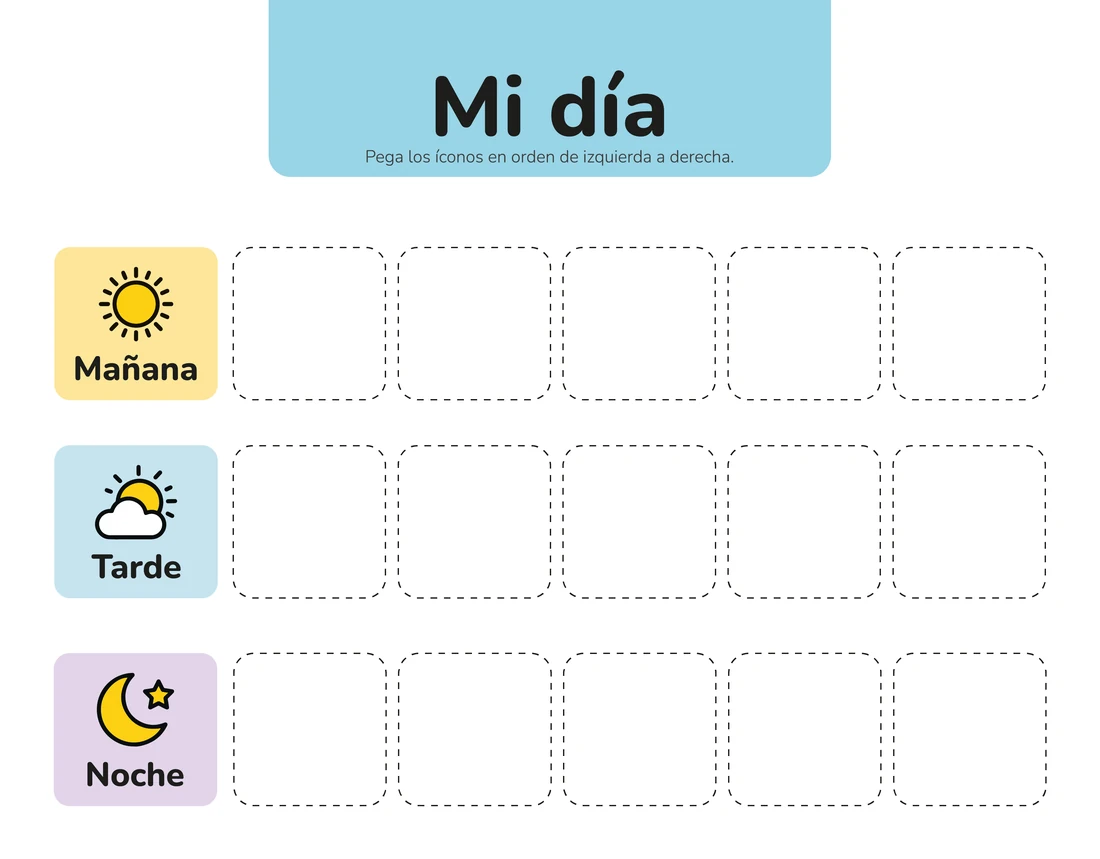 Mi día
Pega los íconos en orden de izquierda a derecha.
Mañana
Tarde
Noche